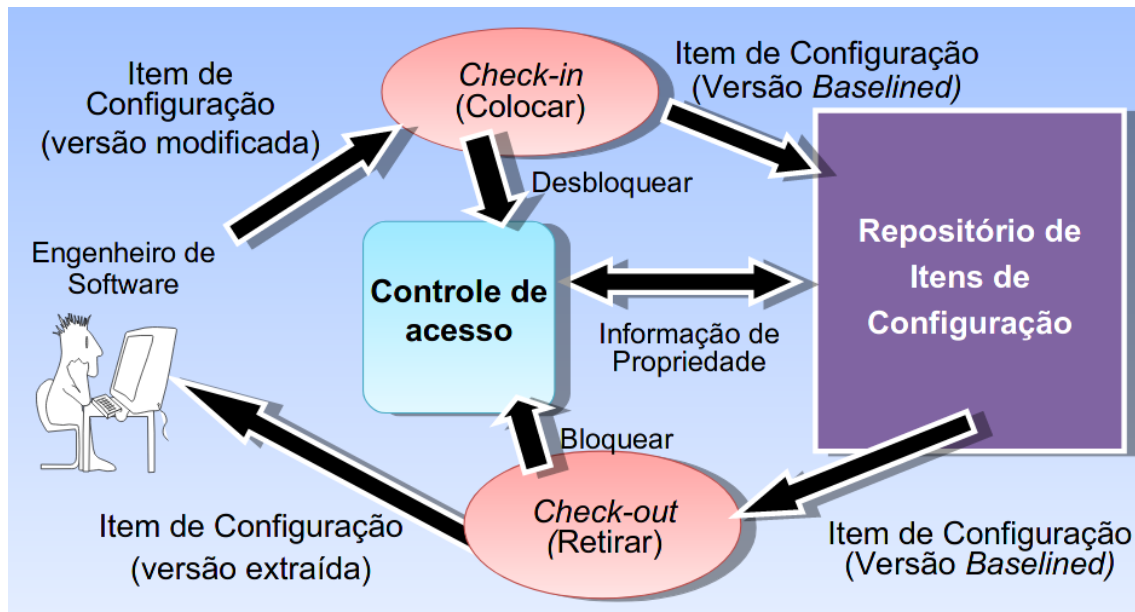 Item de
Configuração
(versão modificada)
Check-in
(Colocar)
Item de Configuração
(Versão Baselined)
Desbloquear
Engenheiro de
Software
Controle de
acesso
Informação de
Propriedade
Repositório de
Itens de
Configuração
Bloquear
Check-out
(Retirar)
Item de Configuração
(versão extraída)
Item de Configuração
(Versão Baselined)